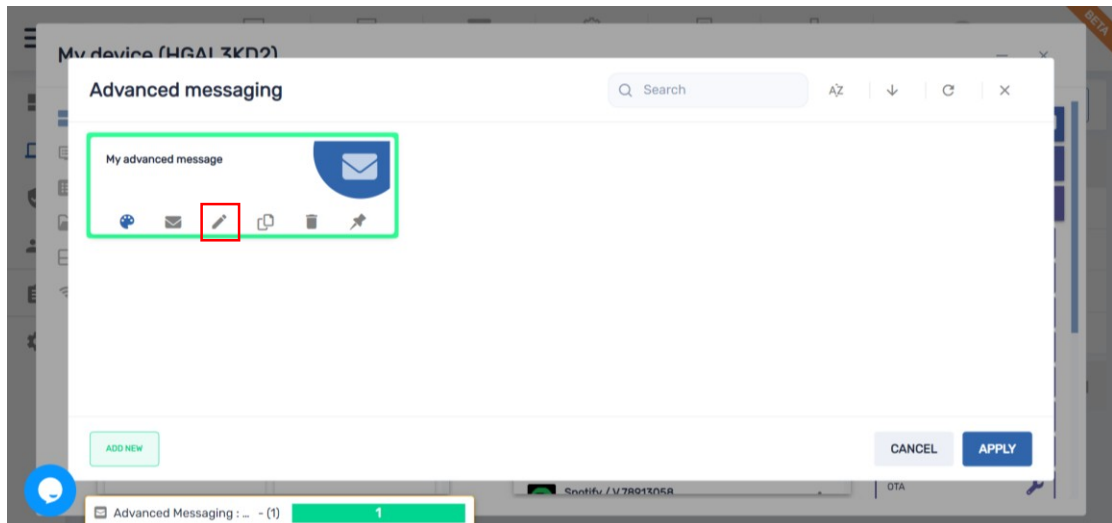 BETA
My device (HGAL3KD2)
Advanced messaging
Search
AZ
My advanced message
ADD NEW
CANCEL
APPLY
Spotify / V.78913058
OTA
Advanced Messaging : … - (1)
1